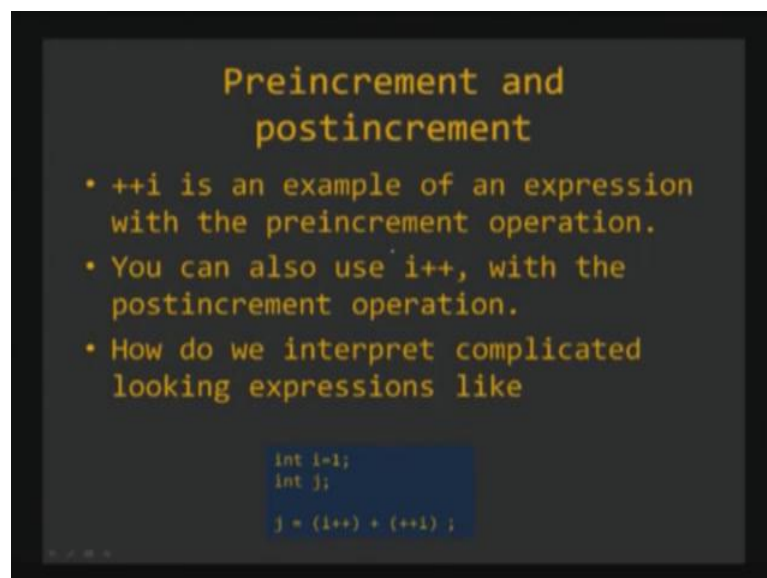 Preincrement and
postincrement
• ++i is an example of an expression
with the preincrement operation.
• You can also use i++, with the
postincrement operation.
• How do we interpret complicated
looking expressions like
int i=1;
int j;
j = (i++) + (++i) ;